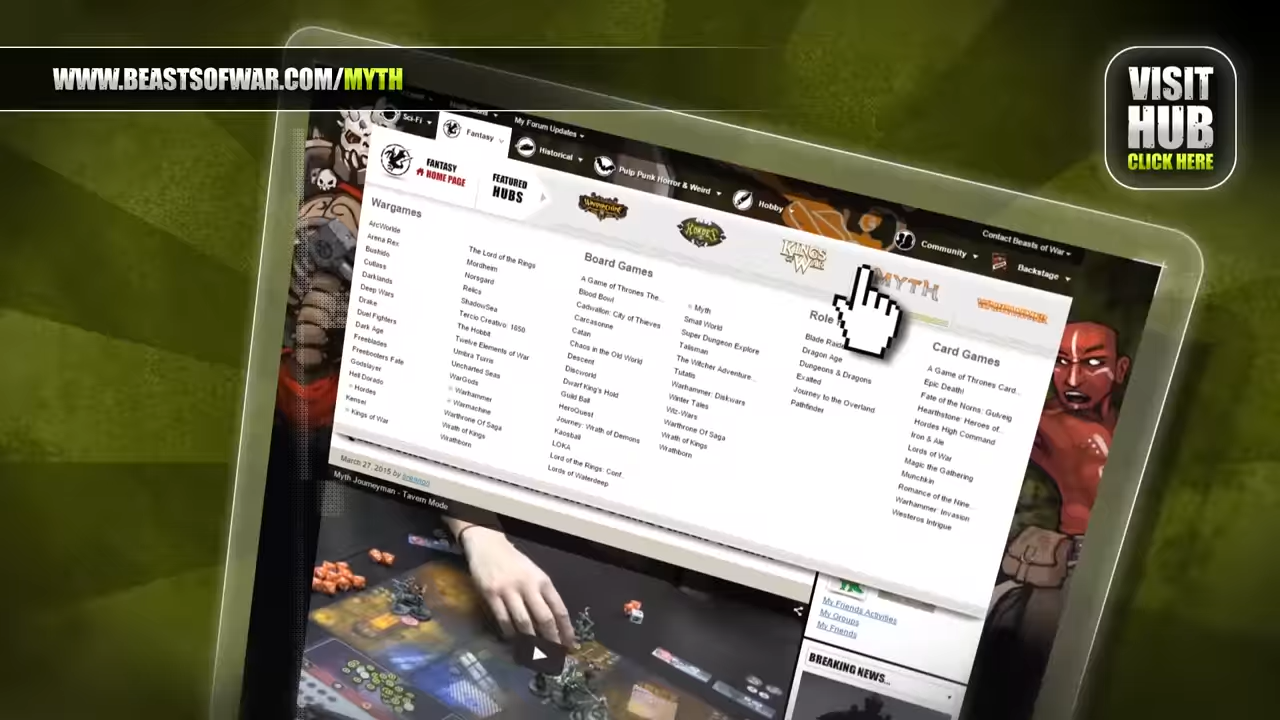 WWW.BEASTSOFWAR.COM/MYTH
VISIT
HUB
CLICK HERE
Sci-Fi
Fantasy
My Forum Updates
Historical
Pulp Punk Horror & Weird
Hobby
Community
Contact Beasts of War
Backstage
FANTASY
HOME PAGE
FEATURED
HUBS
WARMACHINE
HORDES
KINGS
OF WAR
MYTH
WARHAMMER
Wargames
ArcWorlde
Arena Rex
Bushido
Cutlass
Darklands
Deep Wars
Drake
Duel Fighters
Dark Age
Freeblades
Freebooters Fate
Godslayer
Hell Dorado
Hordes
Kensei
Kings of War
The Lord of the Rings
Mordheim
Norsgard
Relics
ShadowSea
Tercio Creativo: 1650
The Hobbit
Twelve Elements of War
Umbra Turris
Uncharted Seas
WarGods
Warhammer
Warmachine
Warthrone Of Saga
Wrath of Kings
Wrathborn
Board Games
A Game of Thrones The...
Blood Bowl
Cadwallon: City of Thieves
Carcasonne
Catan
Chaos in the Old World
Descent
Discworld
Dwarf King's Hold
Guild Ball
HeroQuest
Journey: Wrath of Demons
Kaosball
LOKA
Lord of the Rings: Conf.
Lords of Waterdeep
Myth
Small World
Super Dungeon Explore
Talisman
The Witcher Adventure...
Tutatis
Warhammer: Diskwars
Winter Tales
Wiz-Wars
Warthrone Of Saga
Wrath of Kings
Wrathborn
Role
Blade Raid
Dragon Age
Dungeons & Dragons
Exalted
Journey to the Overland
Pathfinder
Card Games
A Game of Thrones Card...
Epic Death!
Fate of the Norns: Gulveig
Hearthstone: Heroes of...
Hordes High Command
Iron & Ale
Lords of War
Magic the Gathering
Munchkin
Romance of the Nine...
Warhammer: Invasion
Westeros Intrigue
March 27, 2015 by
Myth Journeyman - Tavern Mode
My Friends Activities
My Groups
My Friends
BREAKING NEWS...